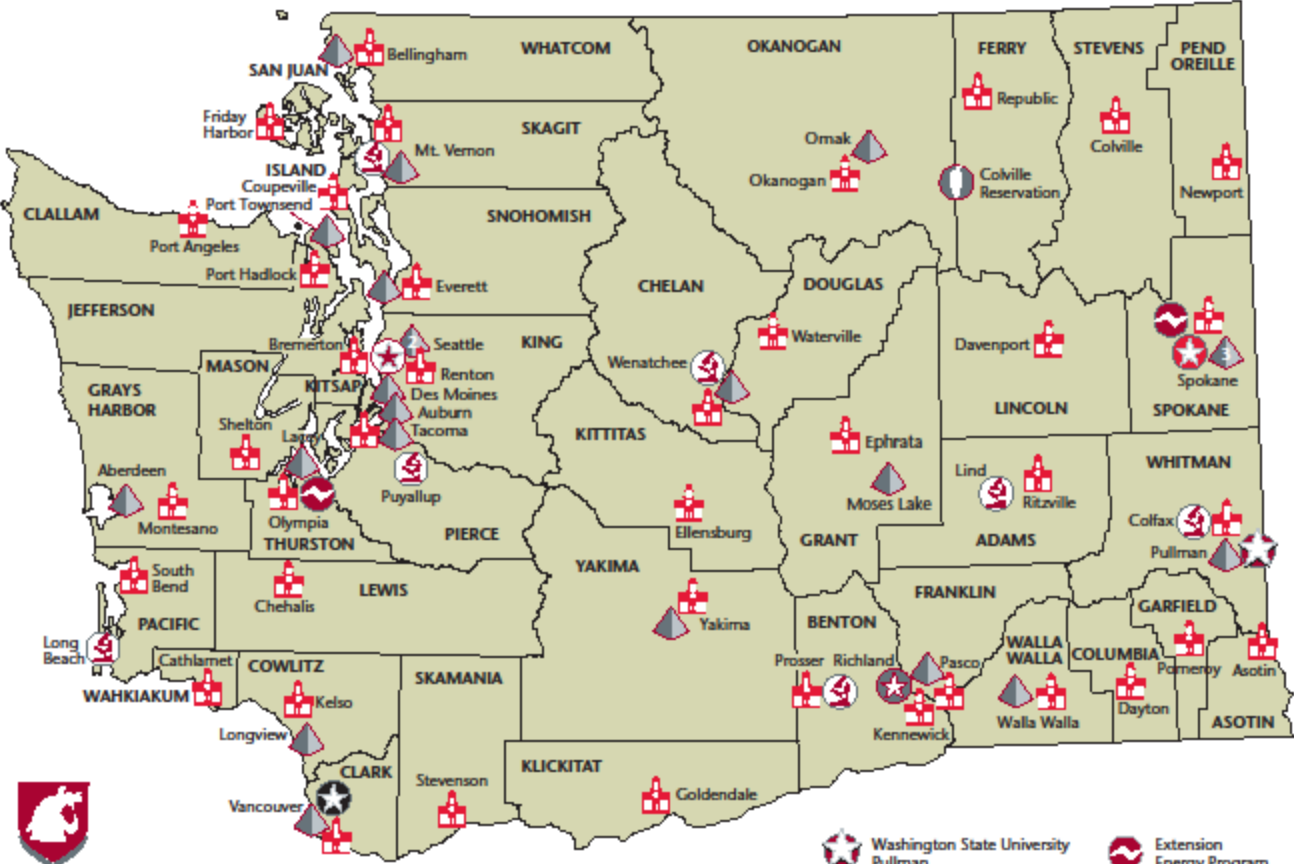 WHATCOM
OKANOGAN
FERRY
STEVENS
PEND
OREILLE
Bellingham
SAN JUAN
Republic
Friday
Harbor
SKAGIT
Mt. Vernon
Omak
Okanogan
Colville
Colville
Reservation
Newport
ISLAND
Coupeville
Port Townsend
CLALLAM
Port Angeles
SNOHOMISH
Port Hadlock
Everett
CHELAN
DOUGLAS
JEFFERSON
Bremerton
2
Seattle
KING
Waterville
Davenport
3
Spokane
MASON
KITSAP
Renton
Des Moines
Auburn
Tacoma
Wenatchee
GRAYS
HARBOR
LINCOLN
SPOKANE
Shelton
Lacey
KITTITAS
Ephrata
Aberdeen
Montesano
Olympia
THURSTON
Puyallup
PIERCE
Ellensburg
Moses Lake
GRANT
Lind
Ritzville
ADAMS
WHITMAN
Colfax
Pullman
South
Bend
PACIFIC
Chehalis
LEWIS
YAKIMA
Yakima
BENTON
FRANKLIN
GARFIELD
Long
Beach
Cathlamet
WAHKIAKUM
COWLITZ
Kelso
SKAMANIA
Prosser
Richland
Pasco
Kennewick
WALLA
WALLA
Walla Walla
COLUMBIA
Dayton
Pomeroy
Asotin
ASOTIN
Longview
CLARK
Vancouver
Stevenson
KLICKITAT
Goldendale
Washington State University
Pullman
Extension
Energy Program